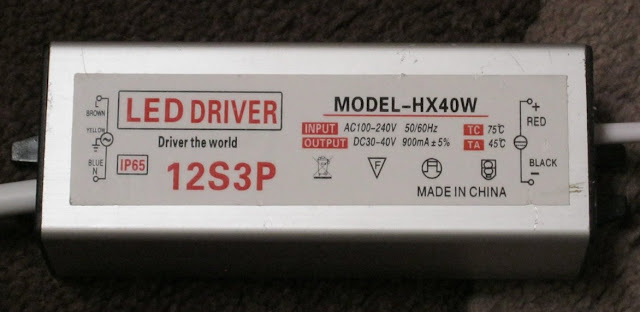 L
BROWN
YELLOW
BLUE
N
LED DRIVER
Driver the world
IP65
12S3P
MODEL-HX40W
INPUT AC100-240V 50/60Hz TC 75℃
OUTPUT DC30-40V 900mA±5% TA 45℃
F
MADE IN CHINA
+
RED
BLACK
-